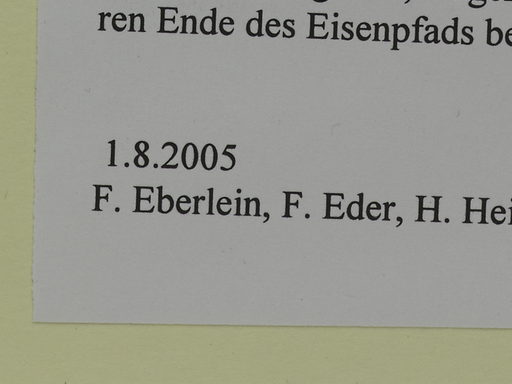 ren Ende des Eisenpfads
1.8.2005
F. Eberlein, F. Eder, H.